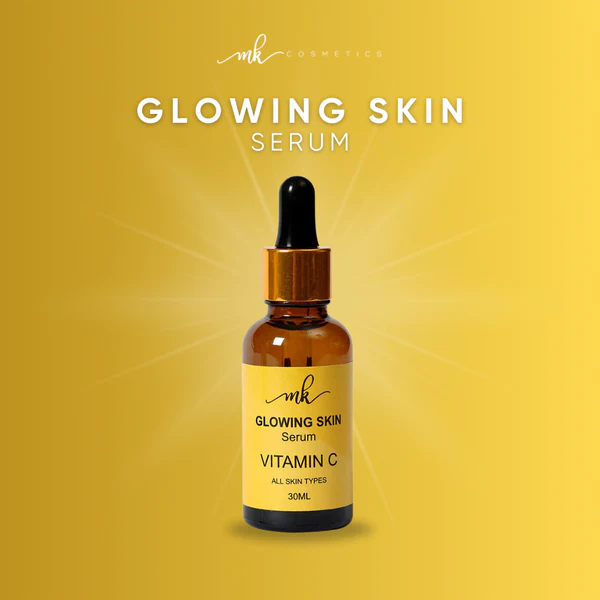 mk COSMETICS
GLOWING SKIN
SERUM
mk
GLOWING SKIN
Serum
VITAMIN C
ALL SKIN TYPES
30ML